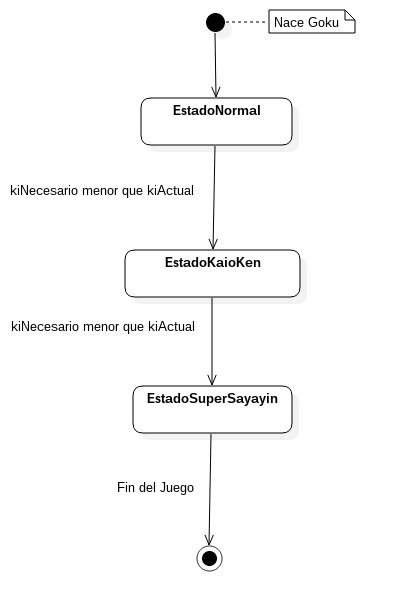 Nace Goku
EstadoNormal
kiNecesario menor que kiActual
EstadoKaioKen
kiNecesario menor que kiActual
EstadoSuperSayayin
Fin del Juego